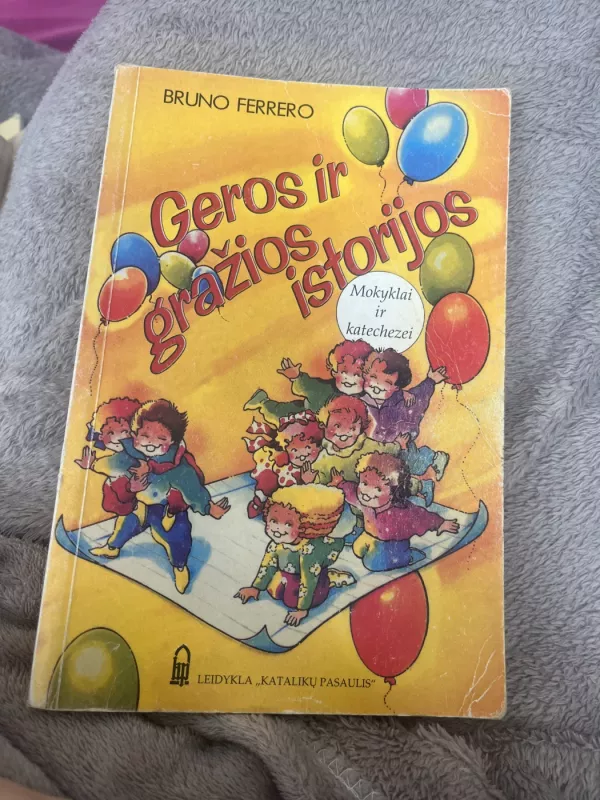 BRUNO FERRERO
Geros ir
gražios
istorijos
Mokyklai
ir
katechezei
LEIDYKLA „KATALIKŲ PASAULIS“